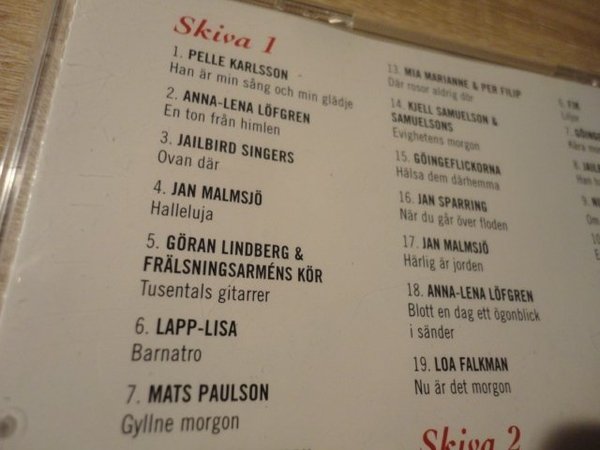 Skiva 1
1. PELLE KARLSSON
Han är min sång och min glädje
2. ANNA-LENA LÖFGREN
En ton från himlen
3. JAILBIRD SINGERS
Ovan där
4. JAN MALMSJÖ
Halleluja
5. GÖRAN LINDBERG &
FRÄLSNINGSARMÉNS KÖR
Tusentals gitarrer
6. LAPP-LISA
Barnatro
7. MATS PAULSON
Gyllne morgon
13. MIA MARIANNE & PER FILIP
Där rosor aldrig dör
14. KJELL SAMUELSON &
SAMUELSONS
Evighetens morgon
15. GÖINGEFLICKORNA
Hälsa dem därhemma
16. JAN SPARRING
När du går över floden
17. JAN MALMSJÖ
Härlig är jorden
18. ANNA-LENA LÖFGREN
Blott en dag ett ögonblick
i sänder
19. LOA FALKMAN
Nu är det morgon
Skiva 2